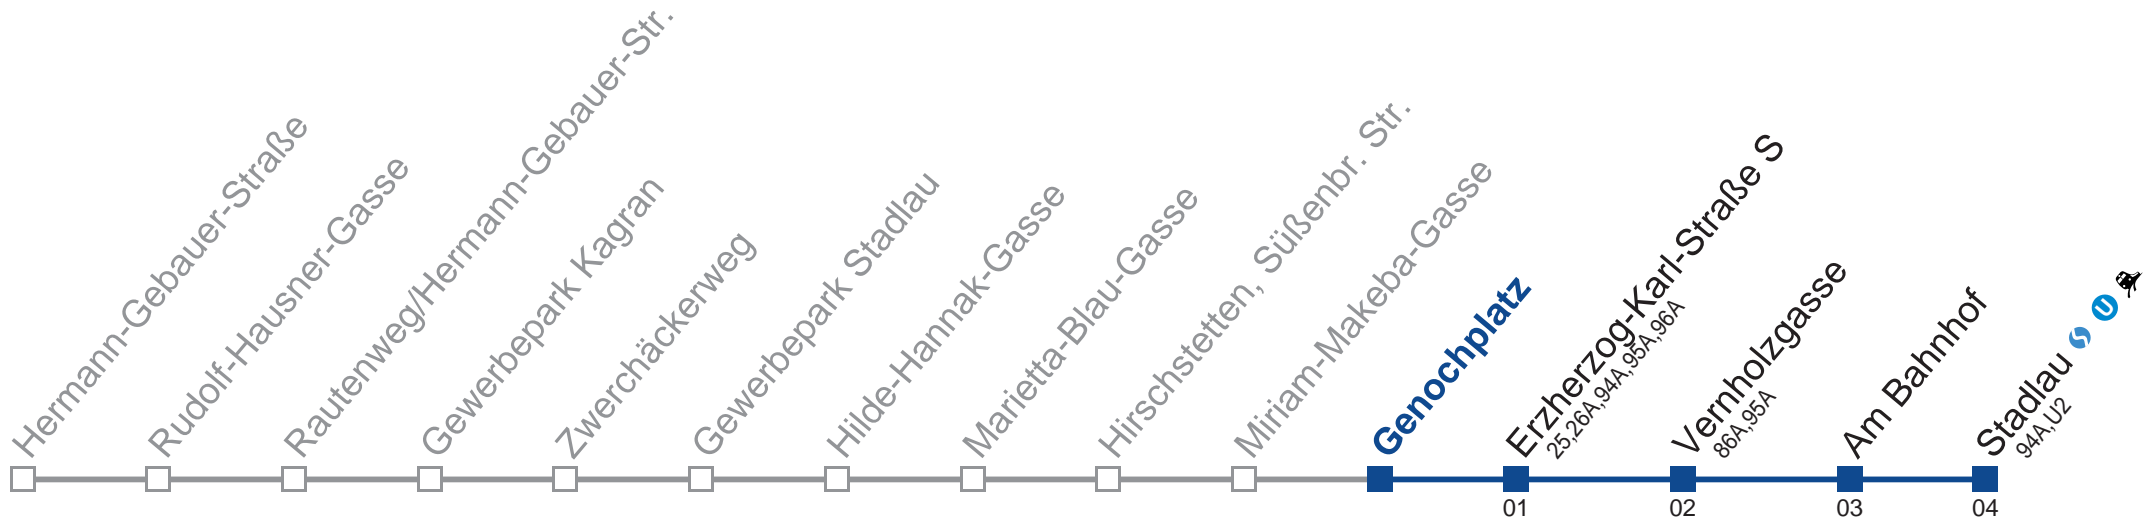 Hermann-Gebauer-Straße
Rudolf-Hausner-Gasse
Rautenweg/Hermann-Gebauer-Str.
Gewerbepark Kagran
Zwerchäckerweg
Gewerbepark Stadlau
Hilde-Hannak-Gasse
Marietta-Blau-Gasse
Hirschstetten, Süßenbr. Str.
Miriam-Makeba-Gasse
Genochplatz
Erzherzog-Karl-Straße S
25,26A,94A,95A,96A
Vernholzgasse
86A,95A
Am Bahnhof
Stadlau S U
94A,U2
01
02
03
04